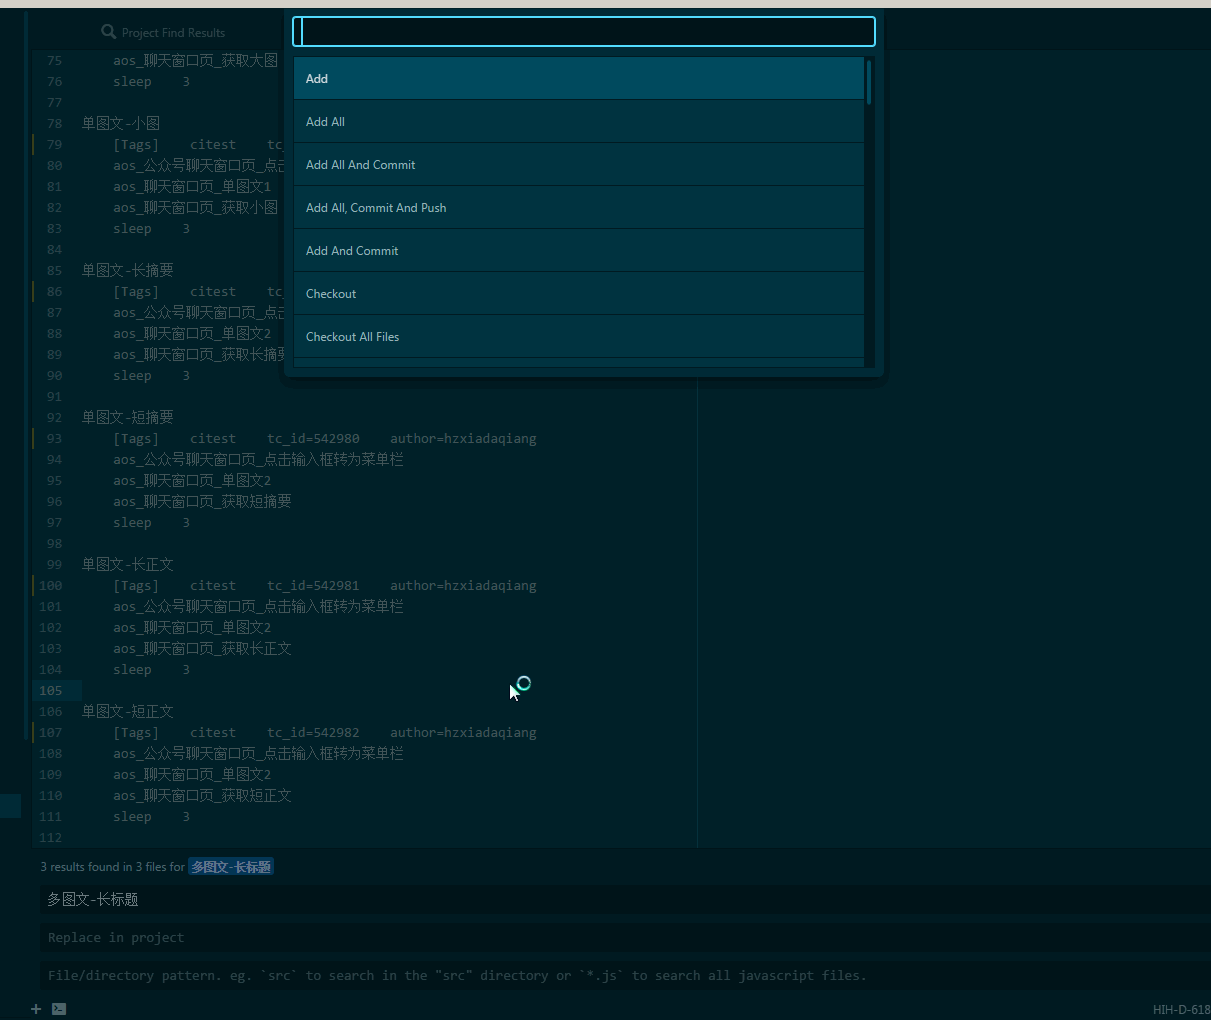 Project Find Results
Add
Add All
Add All And Commit
Add All, Commit And Push
Add And Commit
Checkout
Checkout All Files
75 aos_聊天窗口页_获取大图
76 sleep 3
77
78 单图文-小图
79 [Tags] citest tc_
80 aos_公众号聊天窗口页_点击
81 aos_聊天窗口页_单图文1
82 aos_聊天窗口页_获取小图
83 sleep 3
84
85 单图文-长摘要
86 [Tags] citest tc_
87 aos_公众号聊天窗口页_点击
88 aos_聊天窗口页_单图文2
89 aos_聊天窗口页_获取长摘要
90 sleep 3
91
92 单图文-短摘要
93 [Tags] citest tc_id=542980 author=hzxiadaqiang
94 aos_公众号聊天窗口页_点击输入框转为菜单栏
95 aos_聊天窗口页_单图文2
96 aos_聊天窗口页_获取短摘要
97 sleep 3
98
99 单图文-长正文
100 [Tags] citest tc_id=542981 author=hzxiadaqiang
101 aos_公众号聊天窗口页_点击输入框转为菜单栏
102 aos_聊天窗口页_单图文2
103 aos_聊天窗口页_获取长正文
104 sleep 3
105
106 单图文-短正文
107 [Tags] citest tc_id=542982 author=hzxiadaqiang
108 aos_公众号聊天窗口页_点击输入框转为菜单栏
109 aos_聊天窗口页_单图文2
110 aos_聊天窗口页_获取短正文
111 sleep 3
112
3 results found in 3 files for 多图文-长标题
多图文-长标题
Replace in project
File/directory pattern. eg. `src` to search in the "src" directory or `*.js` to search all javascript files.
HIH-D-618